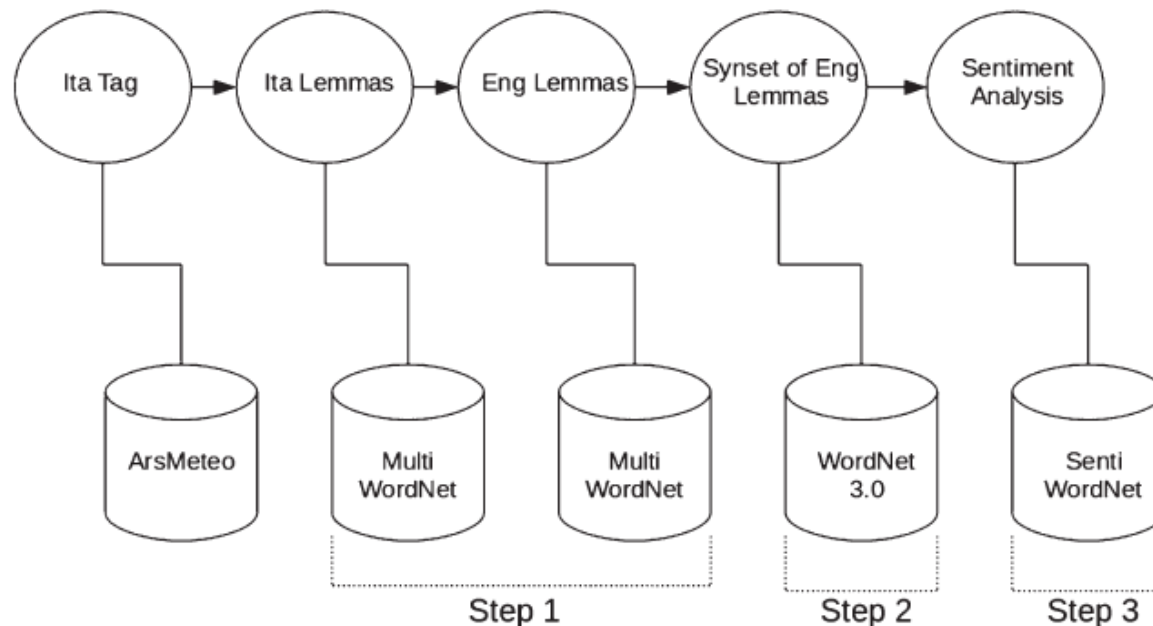 Ita Tag
Ita Lemmas
Eng Lemmas
Synset of Eng
Lemmas
Sentiment
Analysis
ArsMeteo
Multi
WordNet
Multi
WordNet
WordNet
3.0
Senti
WordNet
Step 1
Step 2
Step 3